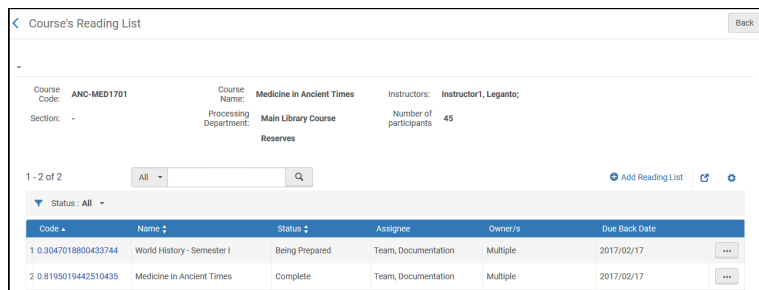 Course's Reading List
Back
-
Course Code: ANC-MED1701 Course Name: Medicine in Ancient Times Instructors: Instructor1, Leganto;
Section: - Processing Department: Main Library Course Reserves Number of participants 45
1 - 2 of 2 All Add Reading List
Status : All
Code Name Status Assignee Owner/s Due Back Date
1 0.3047018800433744 World History - Semester I Being Prepared Team, Documentation Multiple 2017/02/17 ...
2 0.8195019442510435 Medicine in Ancient Times Complete Team, Documentation Multiple 2017/02/17 ...